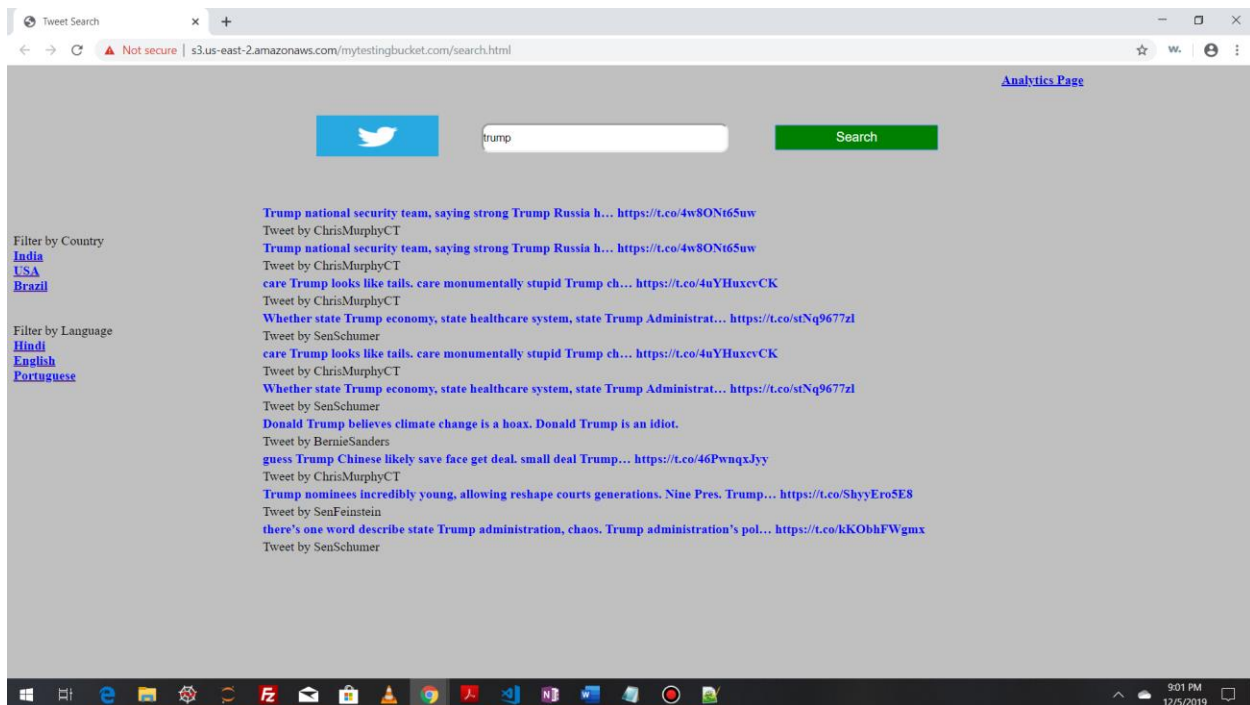 Tweet Search
Not secure | s3.us-east-2.amazonaws.com/mytestingbucket.com/search.html
W.
Analytics Page
trump
Search
Trump national security team, saying strong Trump Russia h… https://t.co/4w8ONt65uw
Tweet by ChrisMurphyCT
Trump national security team, saying strong Trump Russia h… https://t.co/4w8ONt65uw
Tweet by ChrisMurphyCT
care Trump looks like tails. care monumentally stupid Trump ch… https://t.co/4uYHuxcvCK
Tweet by ChrisMurphyCT
Whether state Trump economy, state healthcare system, state Trump Administrat… https://t.co/stNq9677zl
Tweet by SenSchumer
care Trump looks like tails. care monumentally stupid Trump ch… https://t.co/4uYHuxcvCK
Tweet by ChrisMurphyCT
Whether state Trump economy, state healthcare system, state Trump Administrat… https://t.co/stNq9677zl
Tweet by SenSchumer
Donald Trump believes climate change is a hoax. Donald Trump is an idiot.
Tweet by BernieSanders
guess Trump Chinese likely save face get deal. small deal Trump… https://t.co/46PwnqxJyy
Tweet by ChrisMurphyCT
Trump nominees incredibly young, allowing reshape courts generations. Nine Pres. Trump… https://t.co/ShyyEro5E8
Tweet by SenFeinstein
there's one word describe state Trump administration, chaos. Trump administration's pol… https://t.co/kKObhFWgmx
Tweet by SenSchumer
Filter by Country
India
USA
Brazil
Filter by Language
Hindi
English
Portuguese
9:01 PM
12/5/2019